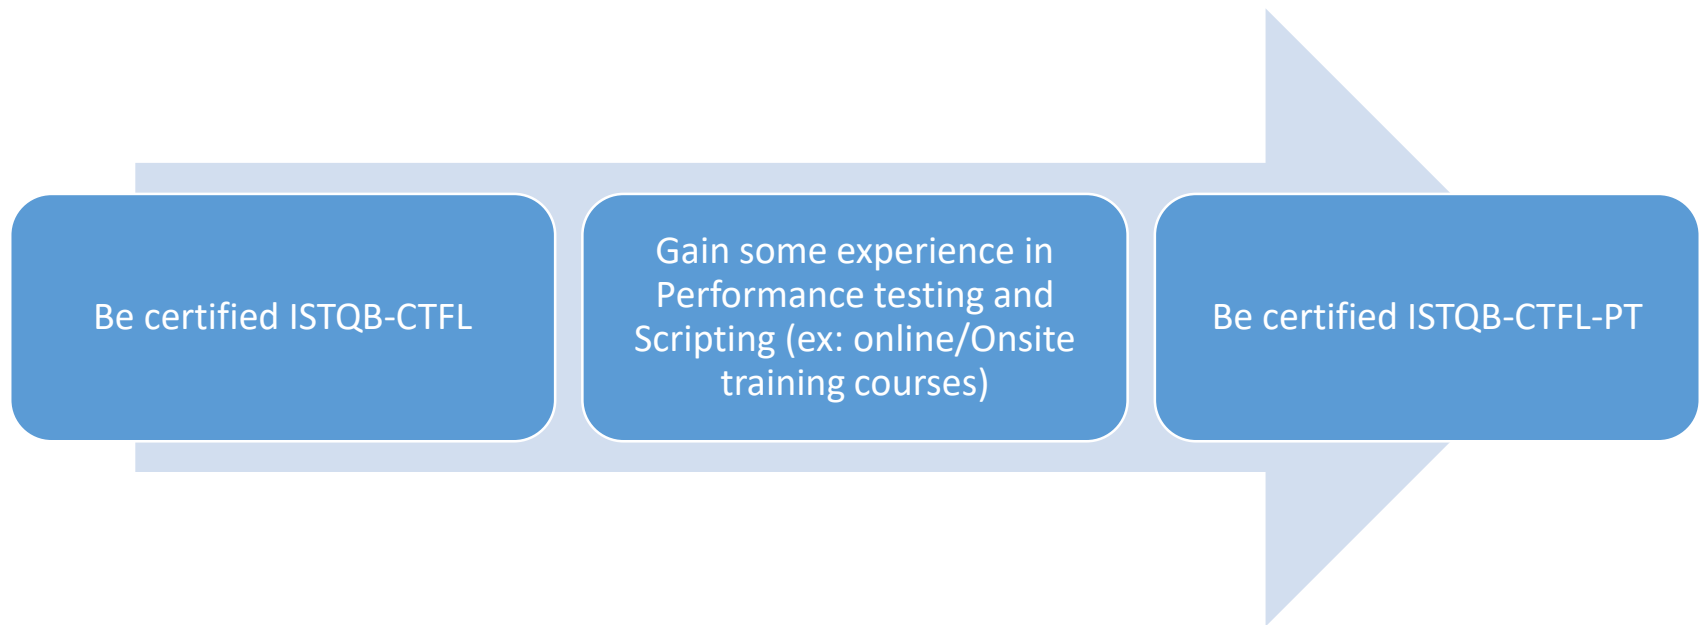 Be certified ISTQB-CTFL
Gain some experience in
Performance testing and
Scripting (ex: online/Onsite
training courses)
Be certified ISTQB-CTFL-PT